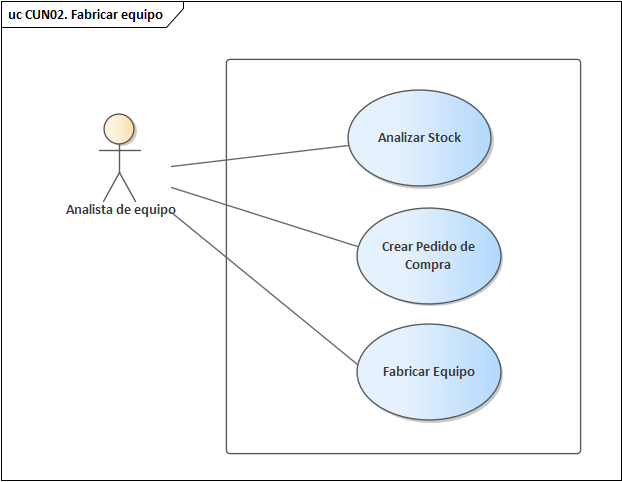 uc CUN02. Fabricar equipo
Analizar Stock
Analista de equipo
Crear Pedido de
Compra
Fabricar Equipo